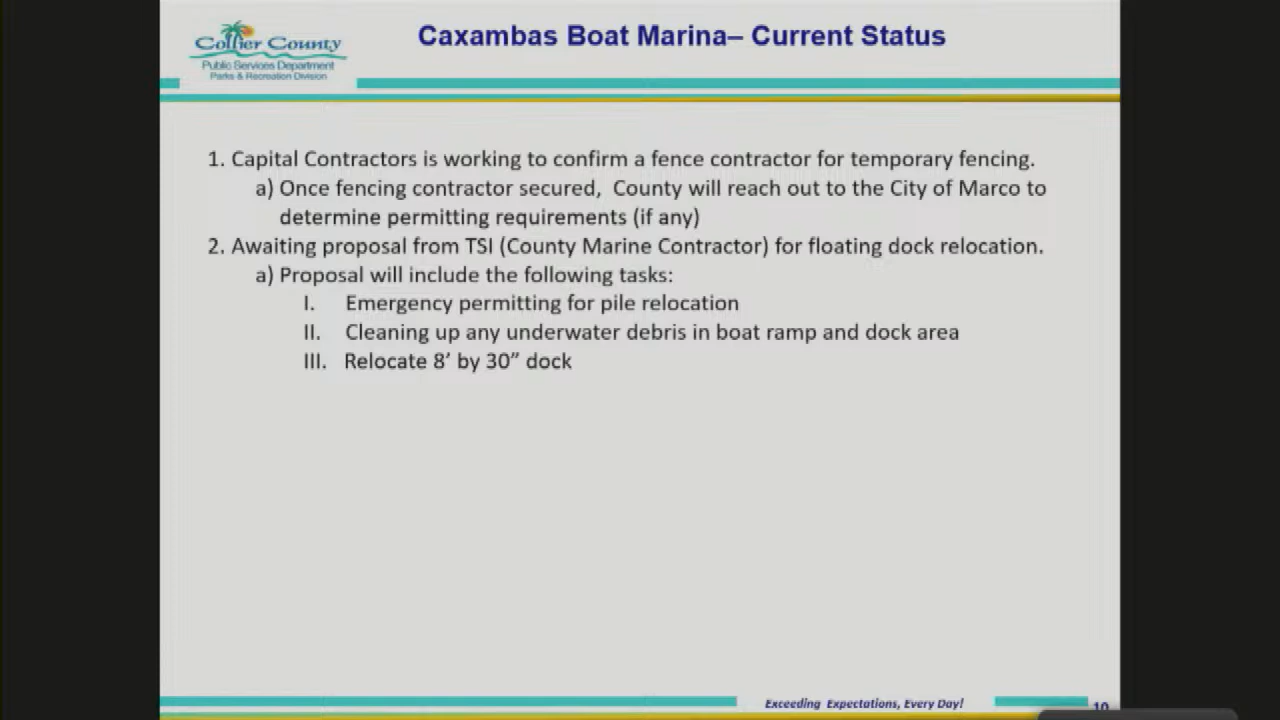 Collier County
Public Services Department
Parks & Recreation Division
Caxambas Boat Marina– Current Status
1. Capital Contractors is working to confirm a fence contractor for temporary fencing.
a) Once fencing contractor secured, County will reach out to the City of Marco to
determine permitting requirements (if any)
2. Awaiting proposal from TSI (County Marine Contractor) for floating dock relocation.
a) Proposal will include the following tasks:
I. Emergency permitting for pile relocation
II. Cleaning up any underwater debris in boat ramp and dock area
III. Relocate 8’ by 30” dock
Exceeding Expectations, Every Day!
10